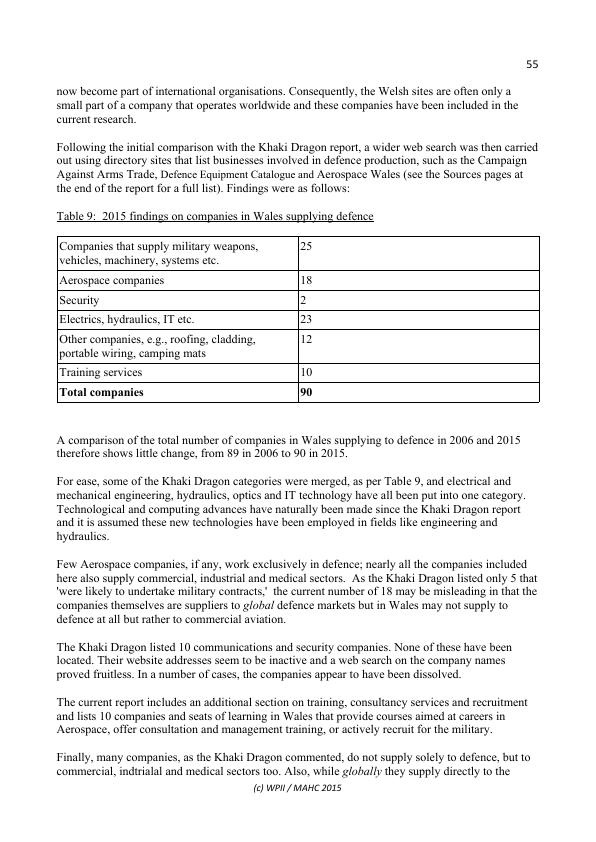 55
now become part of international organisations. Consequently, the Welsh sites are often only a
small part of a company that operates worldwide and these companies have been included in the
current research.
Following the initial comparison with the Khaki Dragon report, a wider web search was then carried
out using directory sites that list businesses involved in defence production, such as the Campaign
Against Arms Trade, Defence Equipment Catalogue and Aerospace Wales (see the Sources pages at
the end of the report for a full list). Findings were as follows:
Table 9:  2015 findings on companies in Wales supplying defence
Companies that supply military weapons, 25
vehicles, machinery, systems etc.
Aerospace companies 18
Security 2
Electrics, hydraulics, IT etc. 23
Other companies, e.g., roofing, cladding, 12
portable wiring, camping mats
Training services 10
Total companies 90
A comparison of the total number of companies in Wales supplying to defence in 2006 and 2015
therefore shows little change, from 89 in 2006 to 90 in 2015.
For ease, some of the Khaki Dragon categories were merged, as per Table 9, and electrical and
mechanical engineering, hydraulics, optics and IT technology have all been put into one category.
Technological and computing advances have naturally been made since the Khaki Dragon report
and it is assumed these new technologies have been employed in fields like engineering and
hydraulics.
Few Aerospace companies, if any, work exclusively in defence; nearly all the companies included
here also supply commercial, industrial and medical sectors.  As the Khaki Dragon listed only 5 that
'were likely to undertake military contracts,'  the current number of 18 may be misleading in that the
companies themselves are suppliers to global defence markets but in Wales may not supply to
defence at all but rather to commercial aviation.
The Khaki Dragon listed 10 communications and security companies. None of these have been
located. Their website addresses seem to be inactive and a web search on the company names
proved fruitless. In a number of cases, the companies appear to have been dissolved.
The current report includes an additional section on training, consultancy services and recruitment
and lists 10 companies and seats of learning in Wales that provide courses aimed at careers in
Aerospace, offer consultation and management training, or actively recruit for the military.
Finally, many companies, as the Khaki Dragon commented, do not supply solely to defence, but to
commercial, indtrialal and medical sectors too. Also, while globally they supply directly to the
(c) WPII / MAHC 2015